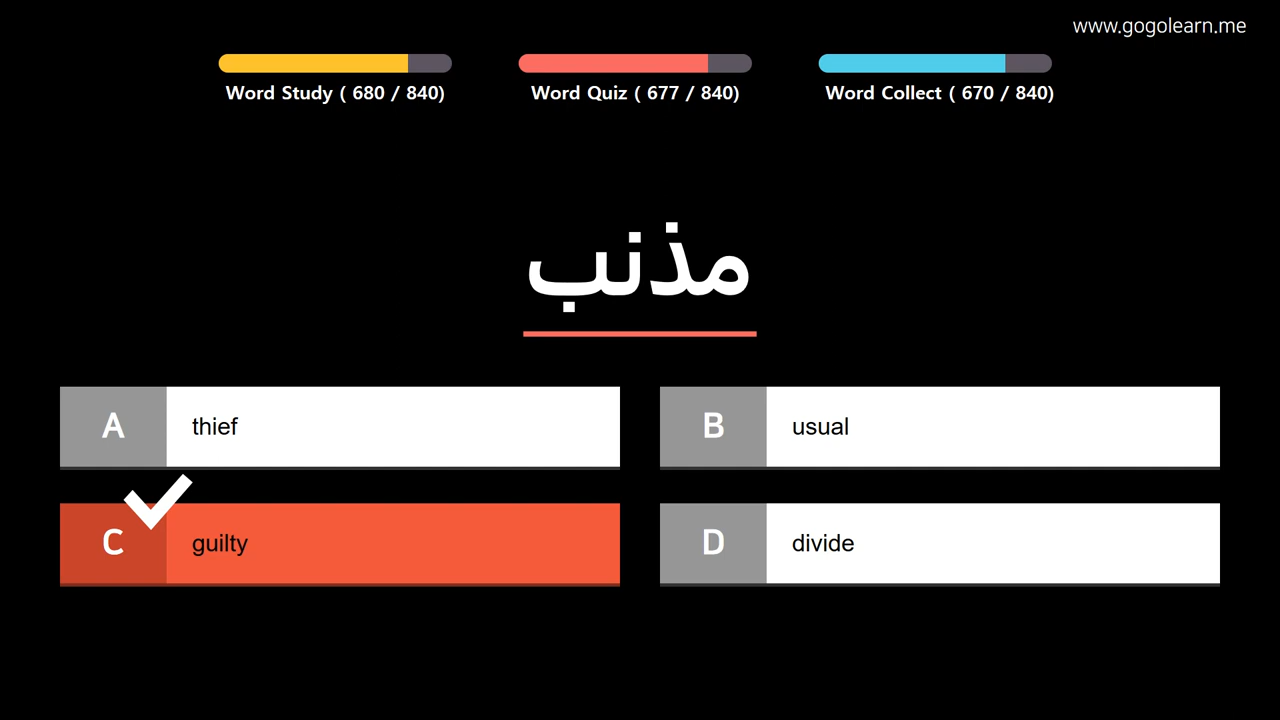 www.gogolearn.me
Word Study ( 680 / 840)
Word Quiz ( 677 / 840)
Word Collect ( 670 / 840)
مذنب
A thief
B usual
C guilty
D divide